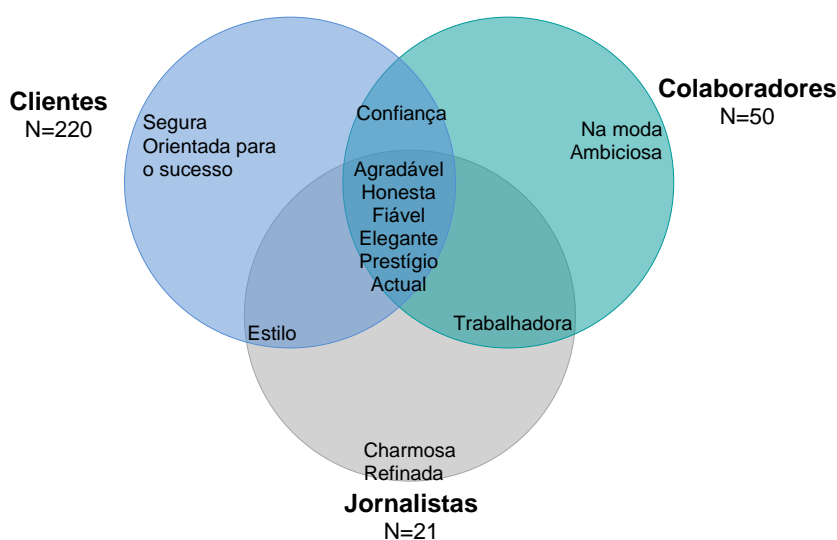 Clientes
N=220
Colaboradores
N=50
Confiança
Segura
Orientada para
o sucesso
Na moda
Ambiciosa
Agradável
Honesta
Fiável
Elegante
Prestígio
Actual
Estilo
Trabalhadora
Charmosa
Refinada
Jornalistas
N=21